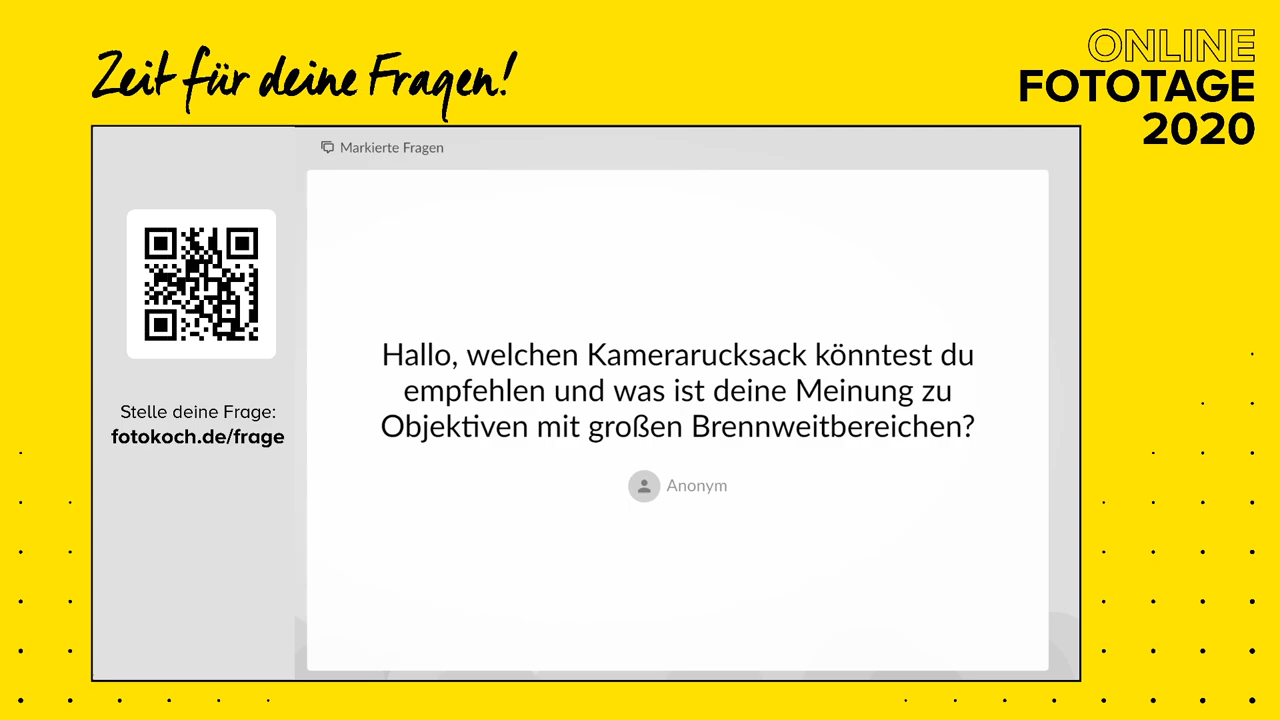 Zeit für deine Fragen!
ONLINE
FOTOTAGE
2020
Markierte Fragen
Stelle deine Frage:
fotokoch.de/frage
Hallo, welchen Kamerarucksack könntest du
empfehlen und was ist deine Meinung zu
Objektiven mit großen Brennweitbereichen?
Anonym